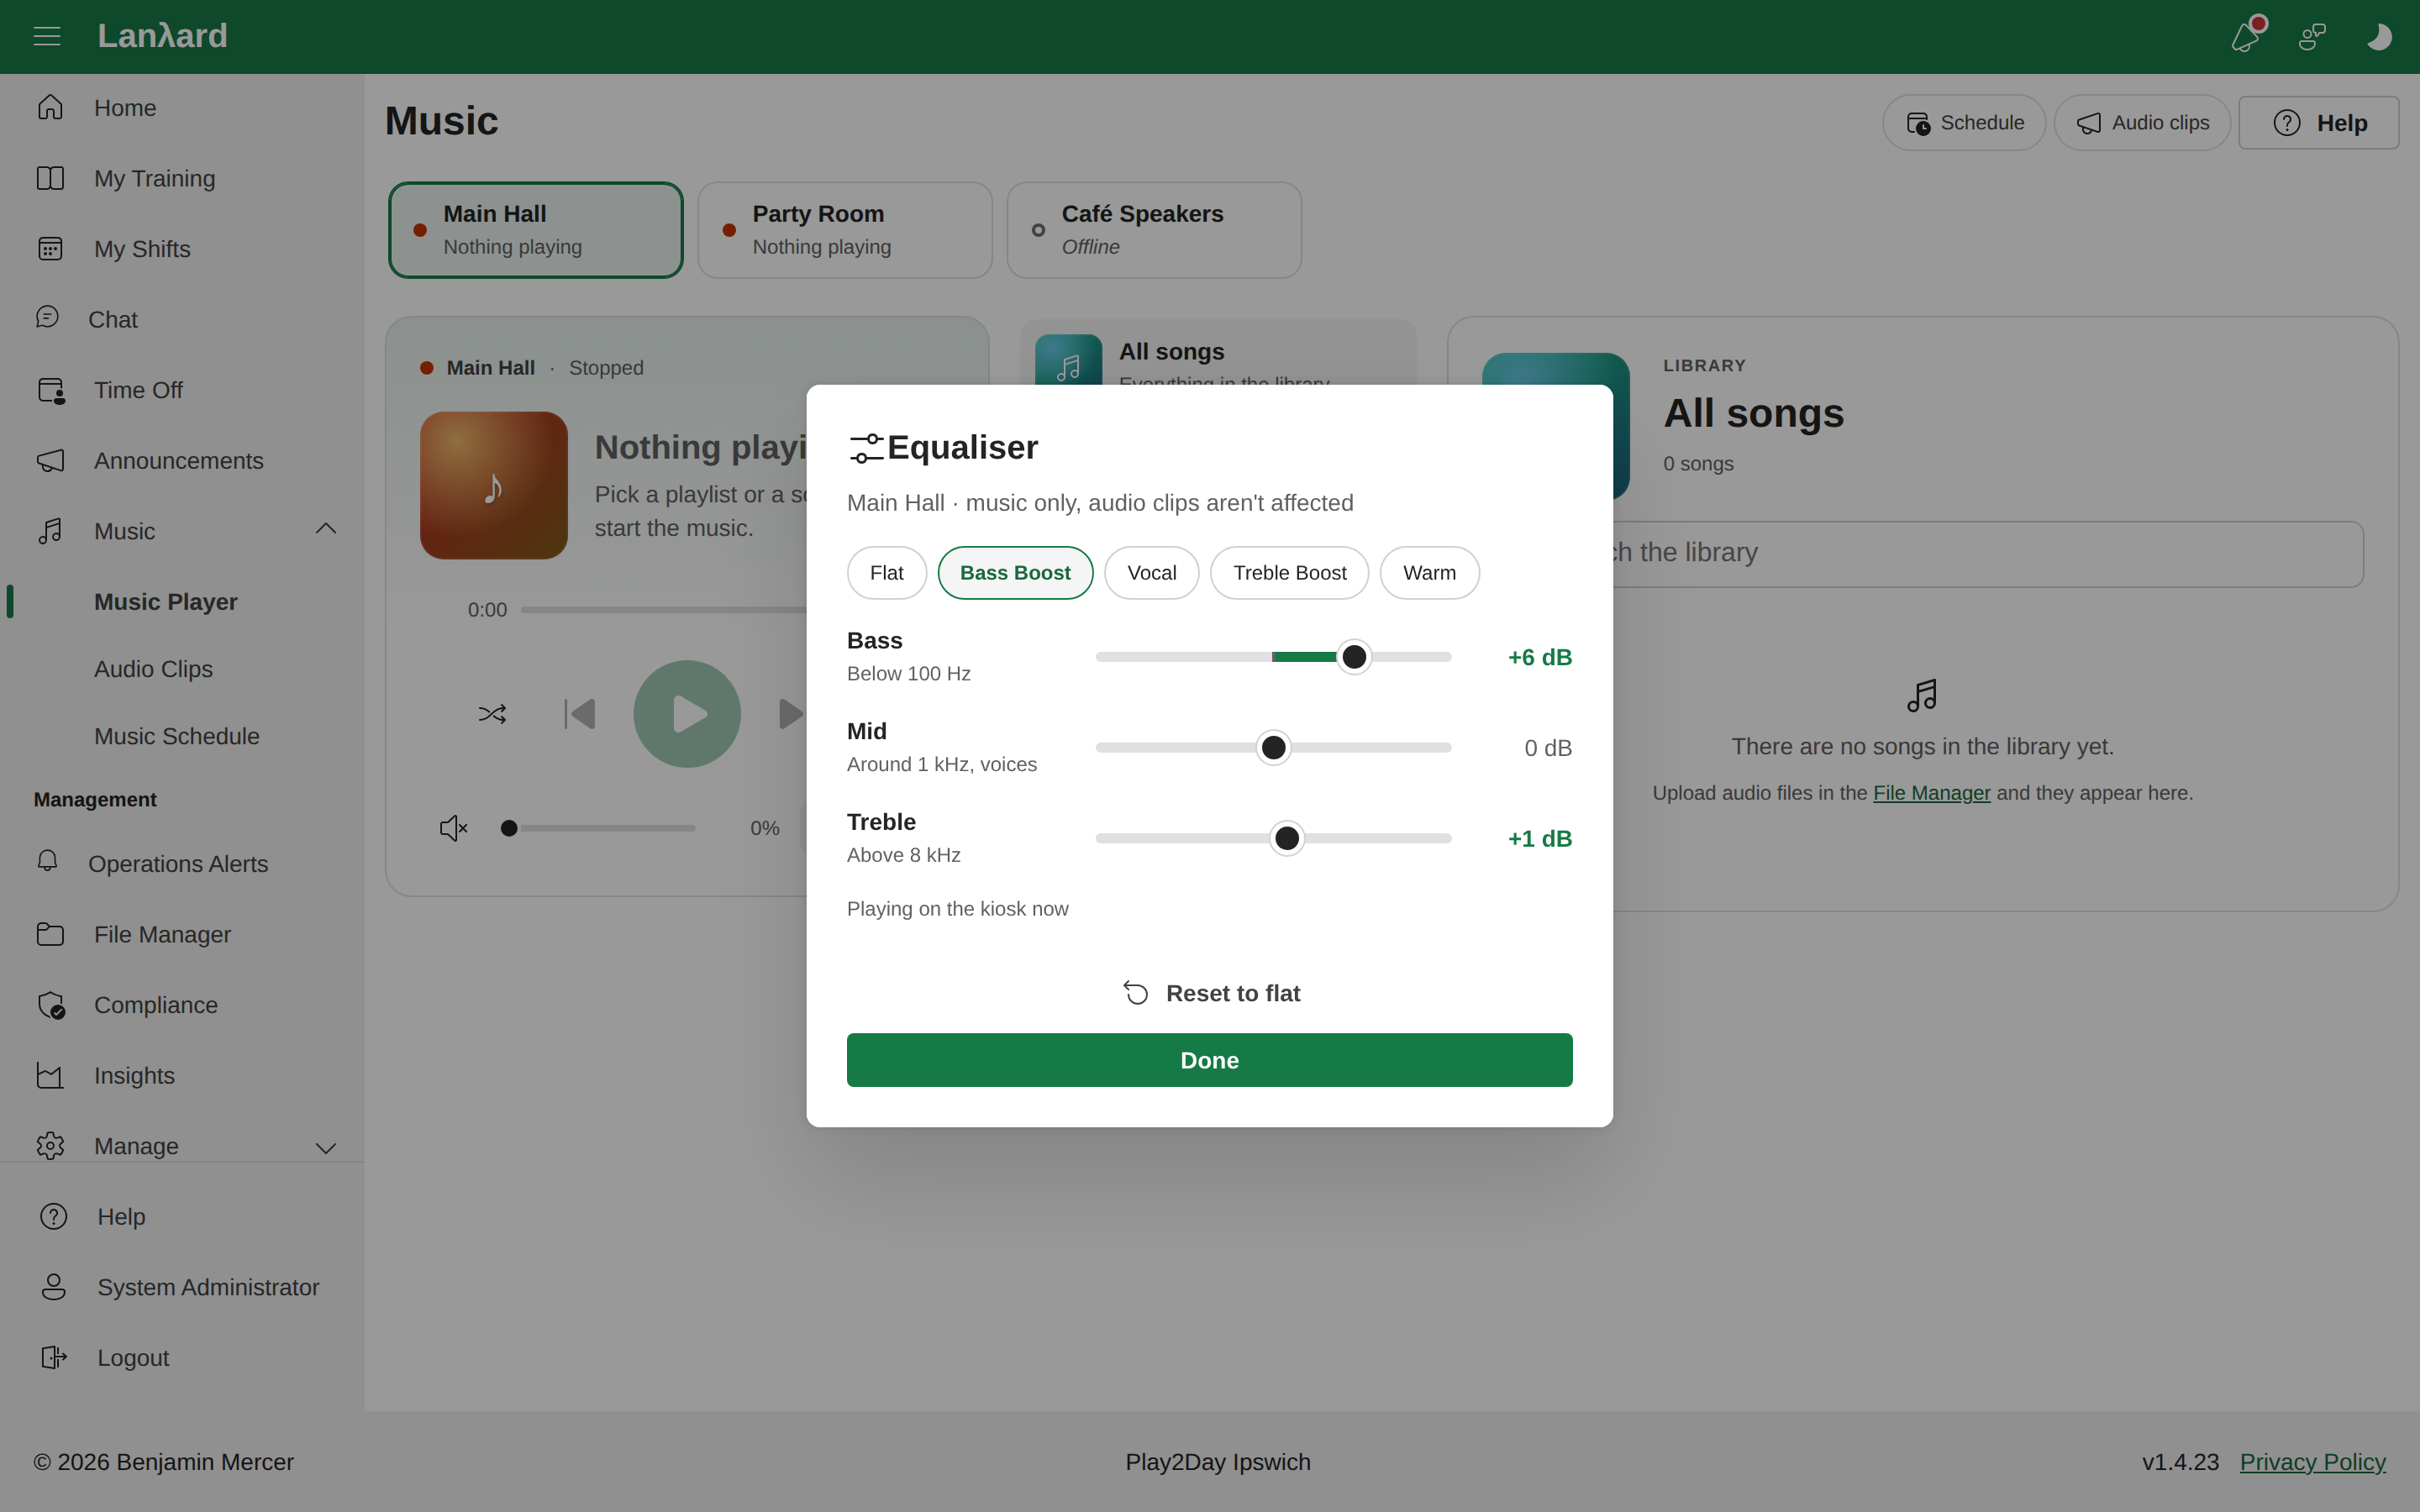 Lanλard
Home
My Training
My Shifts
Chat
Time Off
Announcements
Music
Music Player
Audio Clips
Music Schedule
Management
Operations Alerts
File Manager
Compliance
Insights
Manage
Help
System Administrator
Logout
Music
Schedule
Audio clips
Help
Main Hall
Nothing playing
Party Room
Nothing playing
Café Speakers
Offline
Main Hall · Stopped
Nothing playi
Pick a playlist or a so
start the music.
0:00
0%
All songs
Everything in the library
LIBRARY
All songs
0 songs
ch the library
There are no songs in the library yet.
Upload audio files in the File Manager and they appear here.
Equaliser
Main Hall · music only, audio clips aren't affected
Flat
Bass Boost
Vocal
Treble Boost
Warm
Bass
Below 100 Hz
+6 dB
Mid
Around 1 kHz, voices
0 dB
Treble
Above 8 kHz
+1 dB
Playing on the kiosk now
Reset to flat
Done
© 2026 Benjamin Mercer
Play2Day Ipswich
v1.4.23 Privacy Policy